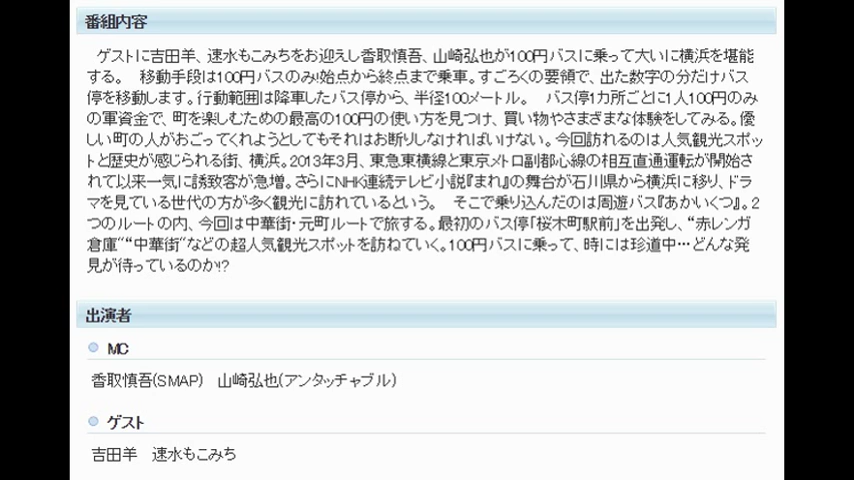 番組内容
ゲストに吉田羊、速水もこみちをお迎えし香取慎吾、山崎弘也が100円バスに乗って大いに横浜を堪能
する。　移動手段は100円バスのみ!始点から終点まで乗車。すごろくの要領で、出た数字の分だけバス
停を移動します。行動範囲は降車したバス停から、半径100メートル。　バス停1カ所ごとに1人100円のみ
の軍資金で、町を楽しむための最高の100円の使い方を見つけ、買い物やさまざまな体験をしてみる。優
しい町の人がおごってくれようとしてもそれはお断りしなければいけない。今回訪れるのは人気観光スポッ
トと歴史が感じられる街、横浜。2013年3月、東急東横線と東京メトロ副都心線の相互直通運転が開始さ
れて以来一気に誘致客が急増。さらにNHK連続テレビ小説『まれ』の舞台が石川県から横浜に移り、ドラ
マを見ている世代の方が多く観光に訪れているという。　そこで乗り込んだのは周遊バス『あかいくつ』。2
つのルートの内、今回は中華街・元町ルートで旅する。最初のバス停「桜木町駅前」を出発し、“赤レンガ
倉庫“““中華街“などの超人気観光スポットを訪ねていく。100円バスに乗って、時には珍道中…どんな発
見が待っているのか!?
出演者
MC
香取慎吾(SMAP)　山崎弘也(アンタッチャブル)
ゲスト
吉田羊　速水もこみち